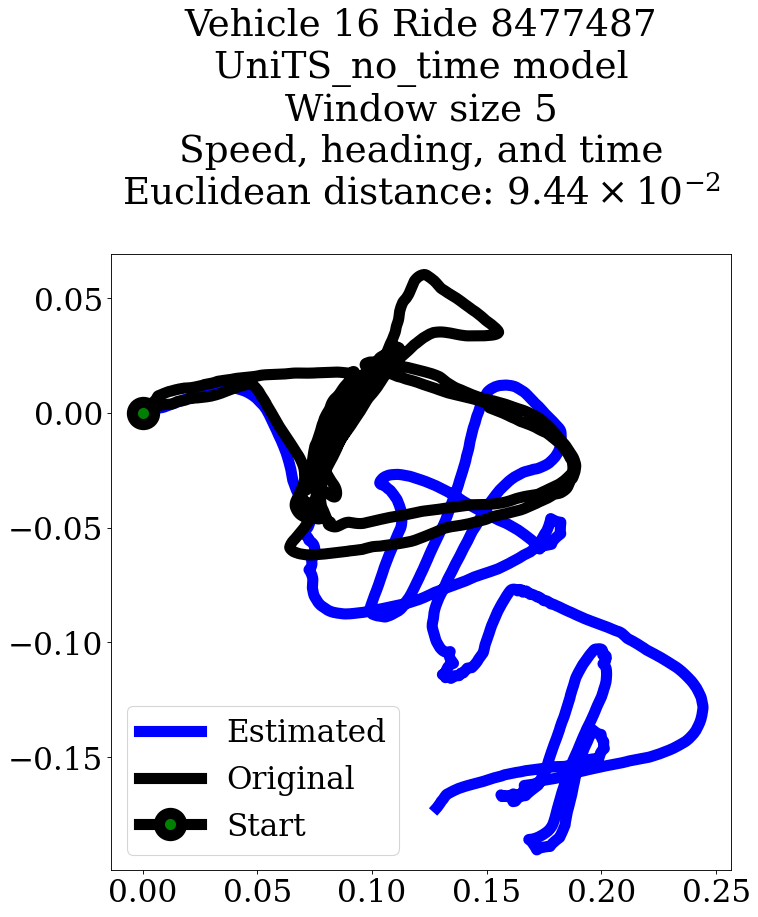 Vehicle 16 Ride 8477487
UniTS_no_time model
Window size 5
Speed, heading, and time
Euclidean distance: 9.44 × 10⁻²
0.05
0.00
−0.05
−0.10
−0.15
Estimated
Original
Start
0.00 0.05 0.10 0.15 0.20 0.25